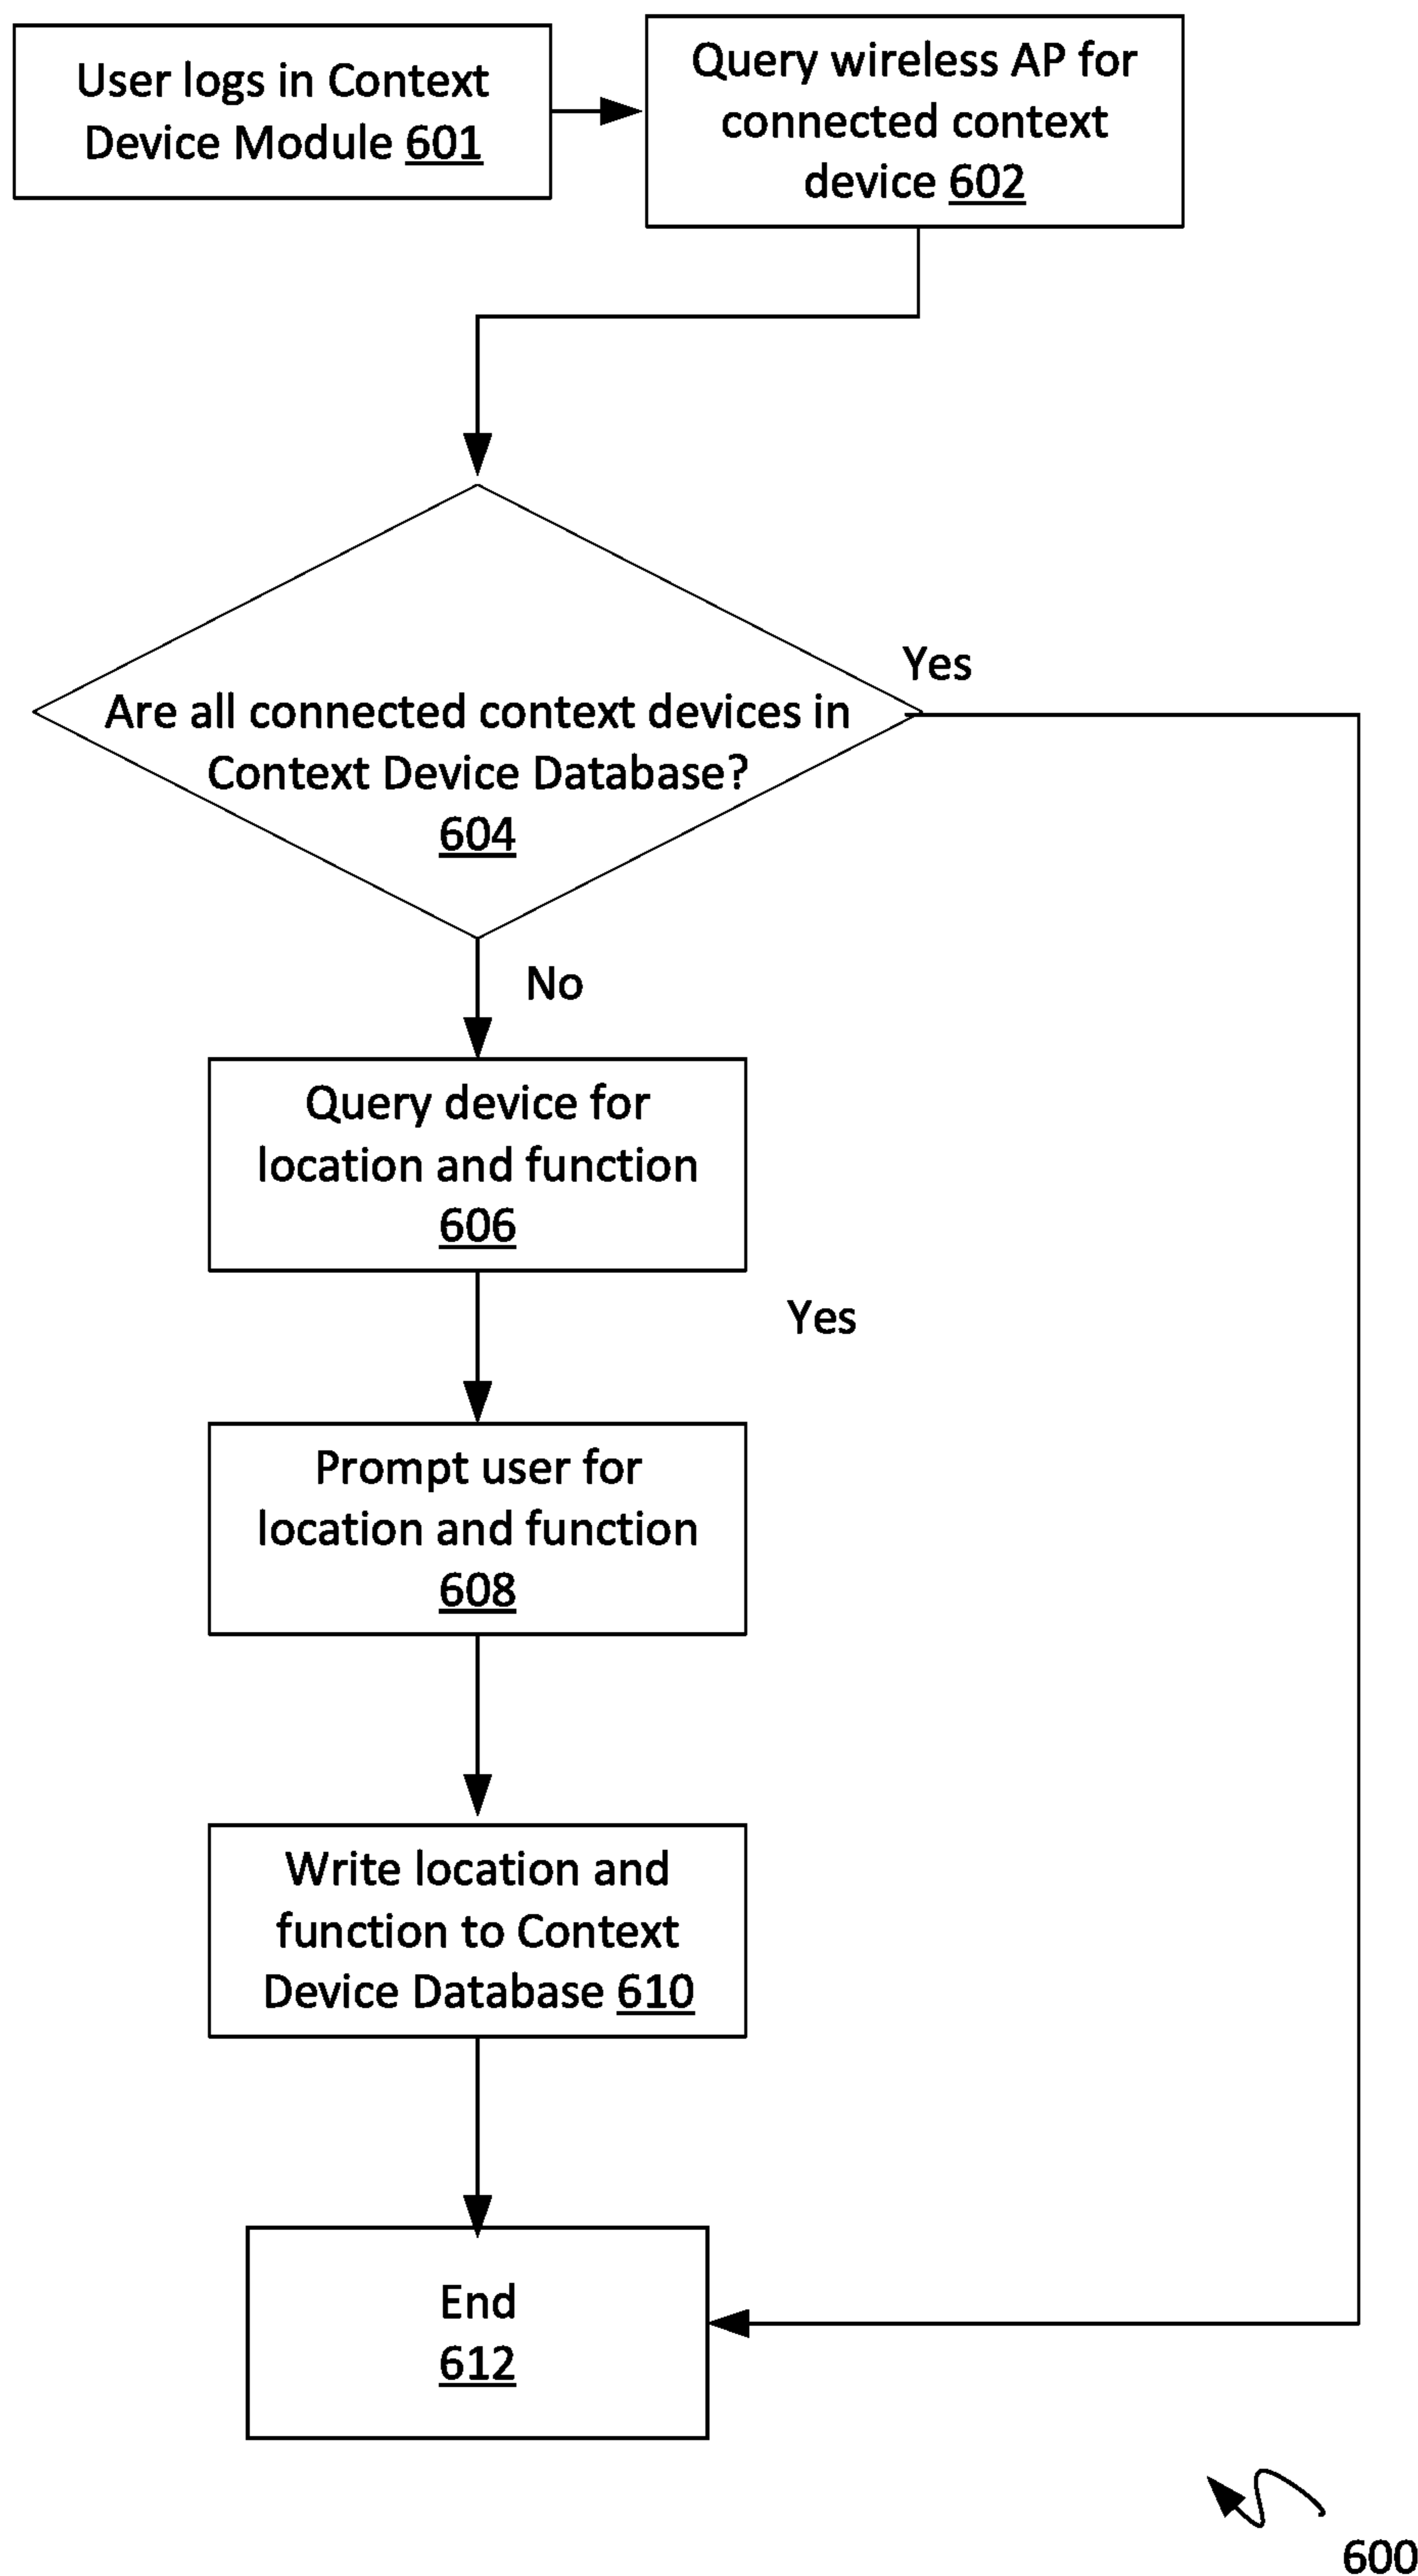 User logs in Context
Device Module 601
Query wireless AP for
connected context
device 602
Yes
Are all connected context devices in
Context Device Database?
604
No
Query device for
location and function
606
Yes
Prompt user for
location and function
608
Write location and
function to Context
Device Database 610
End
612
600